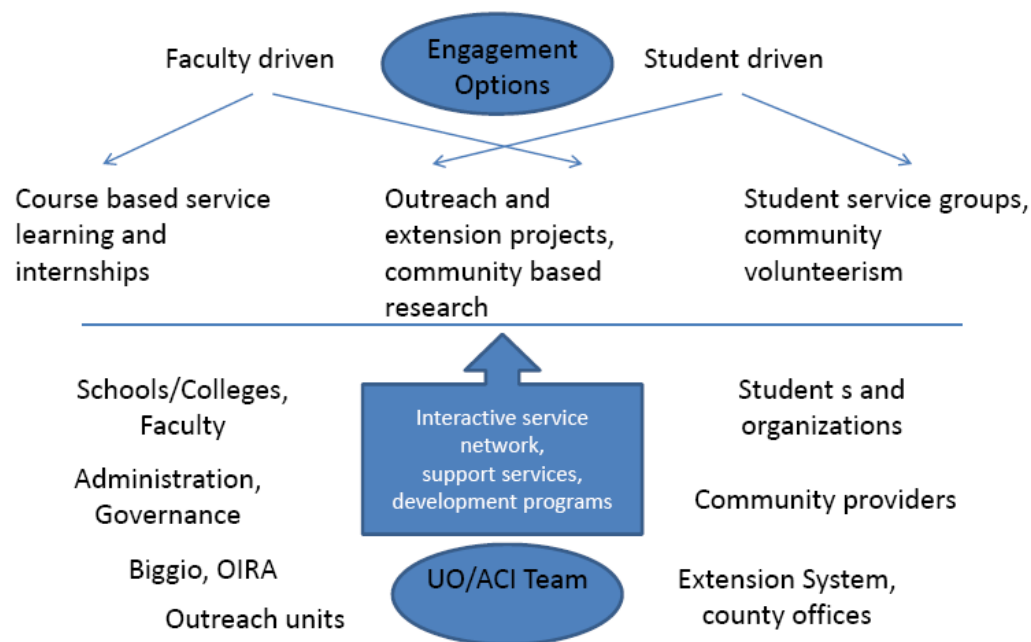 Faculty driven
Engagement
Options
Student driven
Course based service
learning and
internships
Outreach and
extension projects,
community based
research
Student service groups,
community
volunteerism
Schools/Colleges,
Faculty
Administration,
Governance
Biggio, OIRA
Outreach units
Interactive service
network,
support services,
development programs
UO/ACI Team
Student s and
organizations
Community providers
Extension System,
county offices